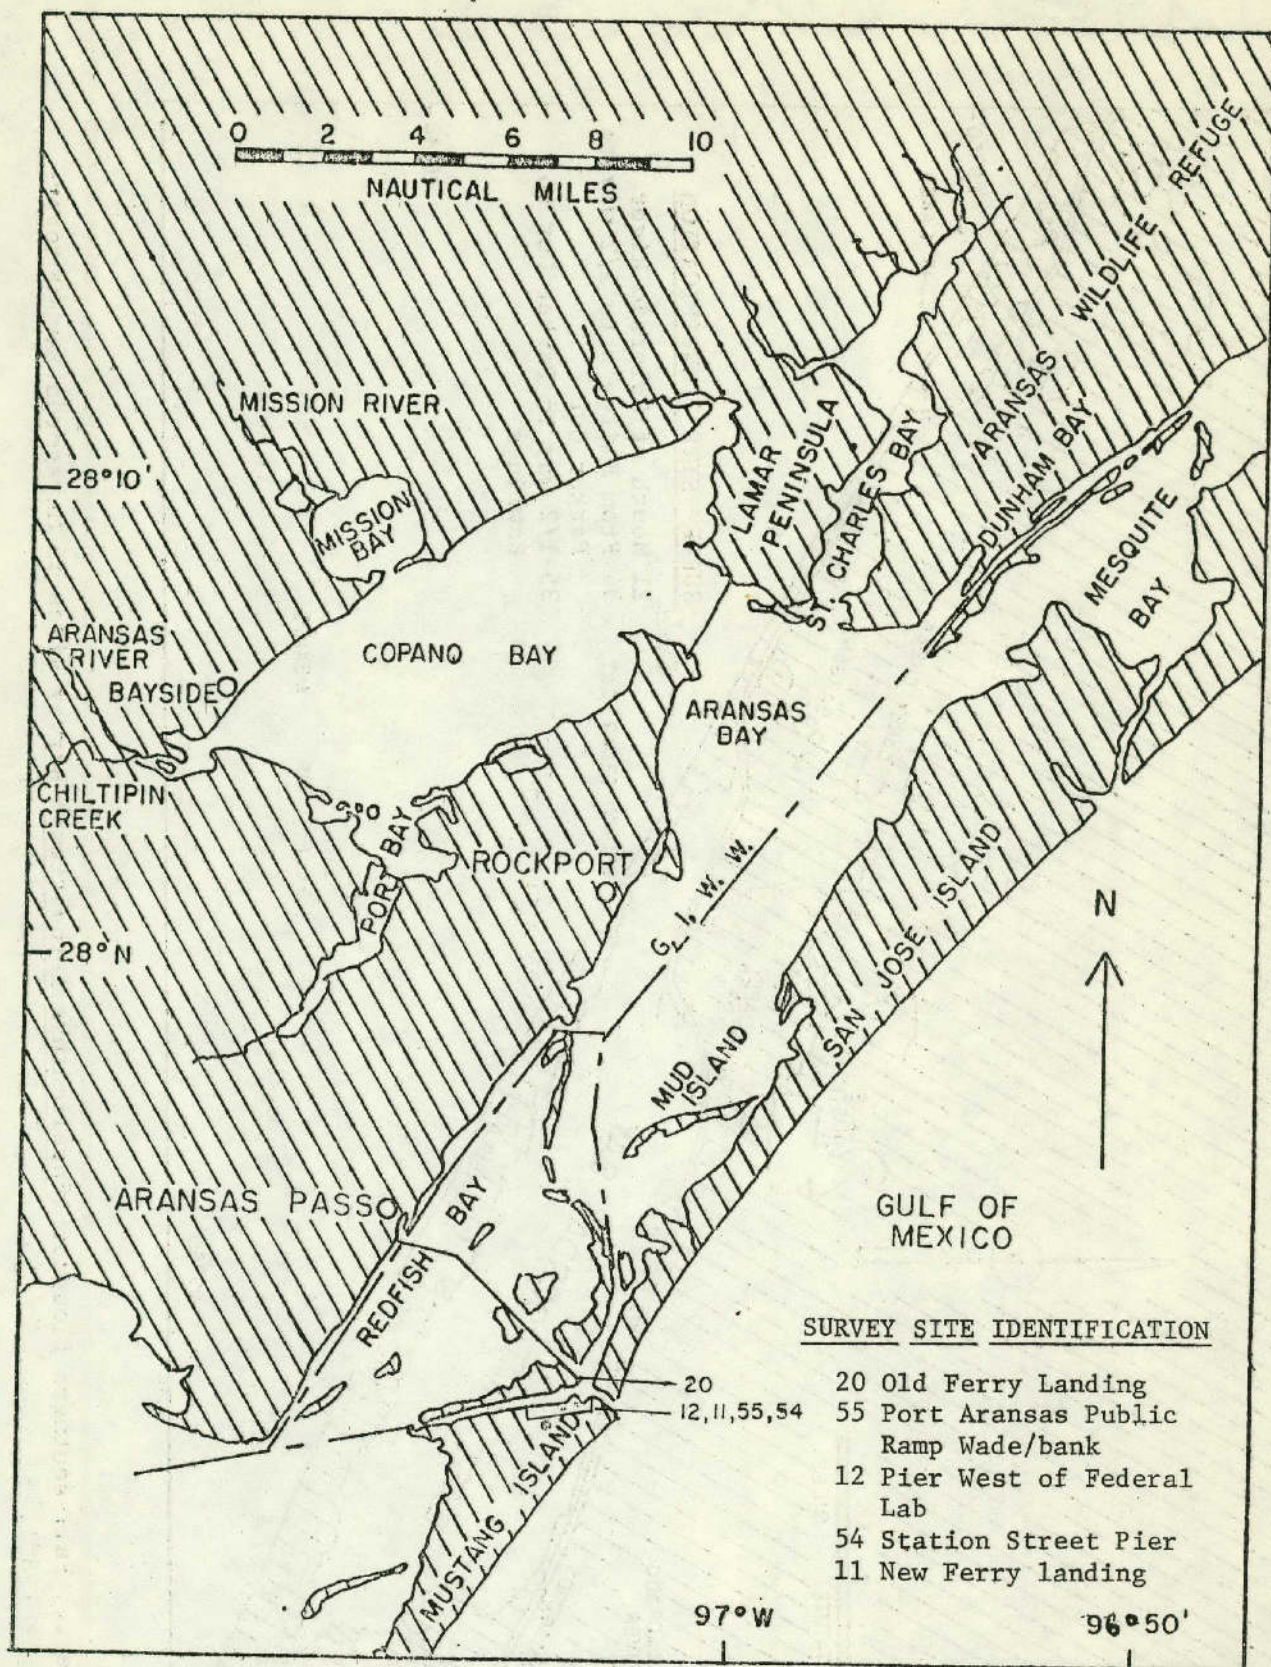 0 2 4 6 8 10
NAUTICAL MILES
ARANSAS WILDLIFE REFUGE
MISSION RIVER
28°10'
MISSION
BAY
LAMAR
PENINSULA
ST. CHARLES BAY
DUNHAM BAY
MESQUITE
BAY
ARANSAS
RIVER
BAYSIDE
COPANO BAY
ARANSAS
BAY
CHILTIPIN
CREEK
PORT BAY
ROCKPORT
G. I. W. W.
SAN JOSE ISLAND
N
28°N
MUD
ISLAND
ARANSAS PASS
REDFISH BAY
GULF OF
MEXICO
SURVEY SITE IDENTIFICATION
20
12,11,55,54
20 Old Ferry Landing
55 Port Aransas Public
Ramp Wade/bank
12 Pier West of Federal
Lab
54 Station Street Pier
11 New Ferry landing
MUSTANG ISLAND
97°W
96°50'